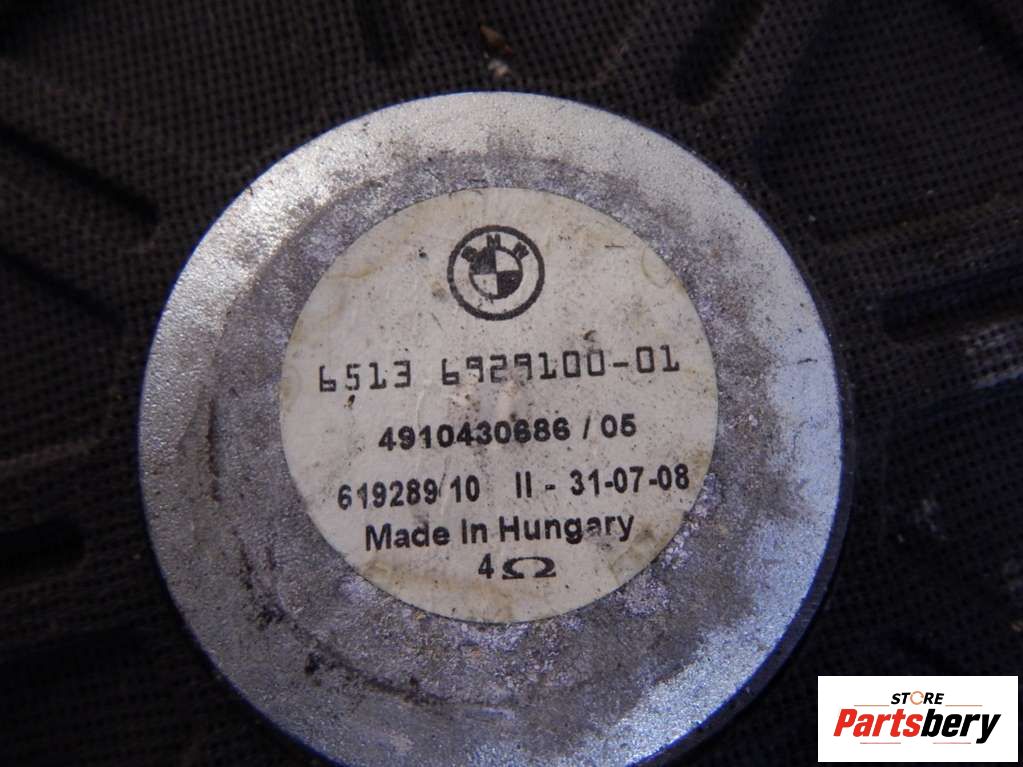 BMW
6513 6929100-01
4910430686 / 05
619289/10 II - 31-07-08
Made In Hungary
4Ω
STORE
Partsbery